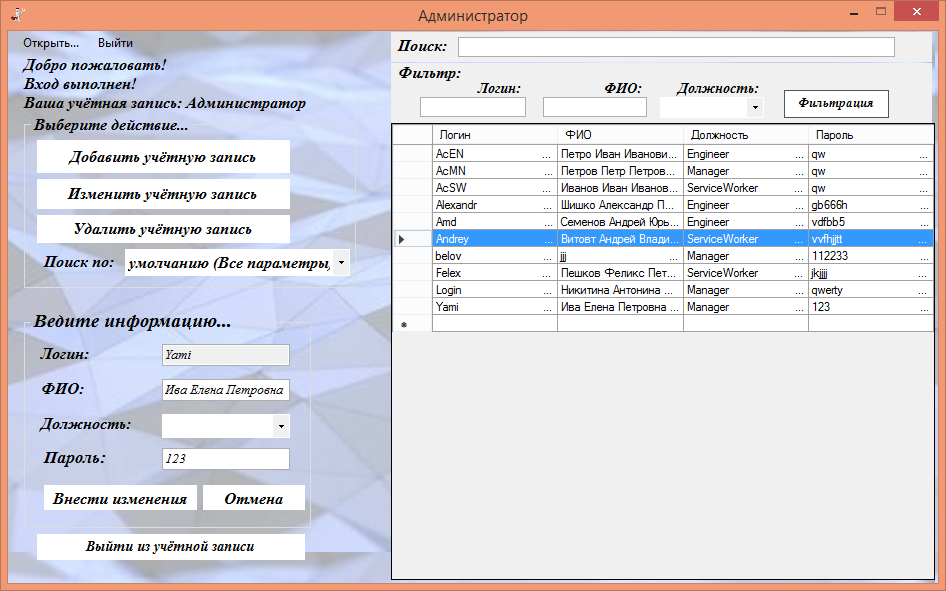 Администратор
Открыть... Выйти
Добро пожаловать!
Вход выполнен!
Ваша учётная запись: Администратор
Выберите действие...
Добавить учётную запись
Изменить учётную запись
Удалить учётную запись
Поиск по: умолчанию (Все параметры,
Ведите информацию...
Логин: Yami
ФИО: Ива Елена Петровна
Должность:
Пароль: 123
Внести изменения Отмена
Выйти из учётной записи
Поиск:
Фильтр:
Логин: ФИО: Должность: Фильтрация
Логин ФИО Должность Пароль
AcEN ... Петро Иван Иванови... Engineer ... qw ...
AcMN ... Петров Петр Петров... Manager ... qw ...
AcSW ... Иванов Иван Иванов... ServiceWorker ... qw ...
Alexandr ... Шишко Александр П... Engineer ... gb666h ...
Amd ... Семенов Андрей Юрь... Engineer ... vdfbb5 ...
Andrey ... Витовт Андрей Влади... ServiceWorker ... vvfhjjtt ...
belov ... jjj ... Manager ... 112233 ...
Felex ... Пешков Феликс Пет... ServiceWorker ... jkjjjj ...
Login ... Никитина Антонина ... Manager ... qwerty ...
Yami ... Ива Елена Петровна ... Manager ... 123 ...